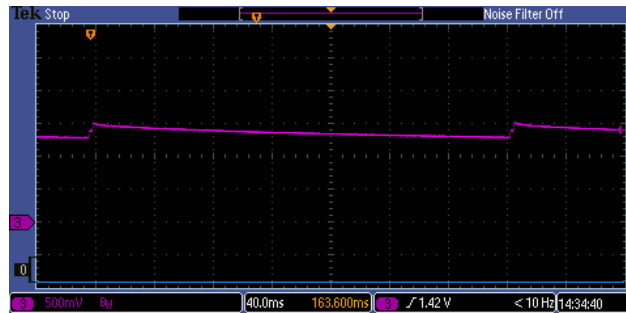 Tek Stop
Noise Filter Off
T
T
3
0
3 500mV BW 40.0ms 163.600ms 3 1.42 V < 10 Hz 14:34:40